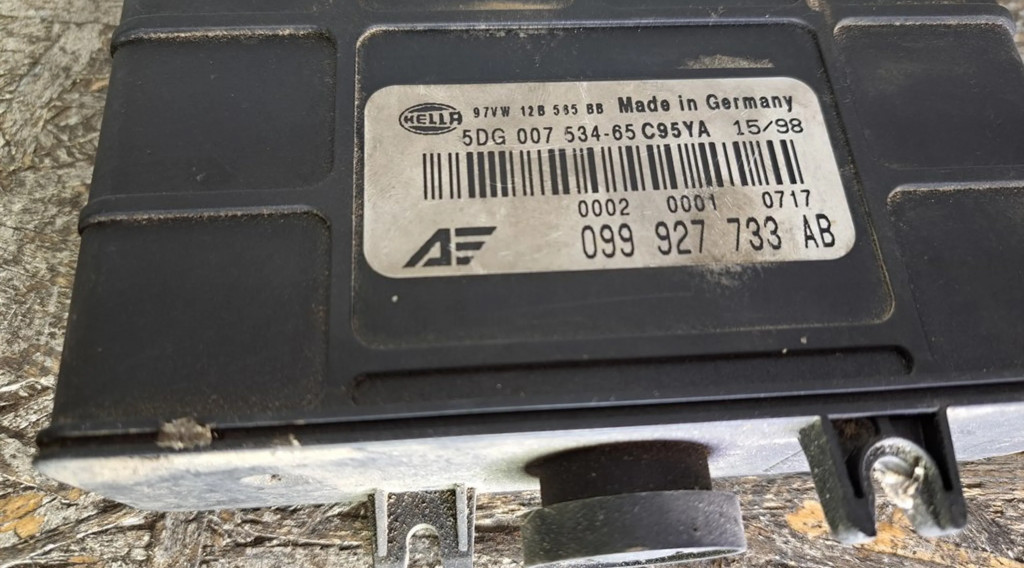 HELLA 97VW 12B 565 BB Made in Germany
5DG 007 534-65 C95YA 15/98
0002 0001 0717
AE 099 927 733 AB